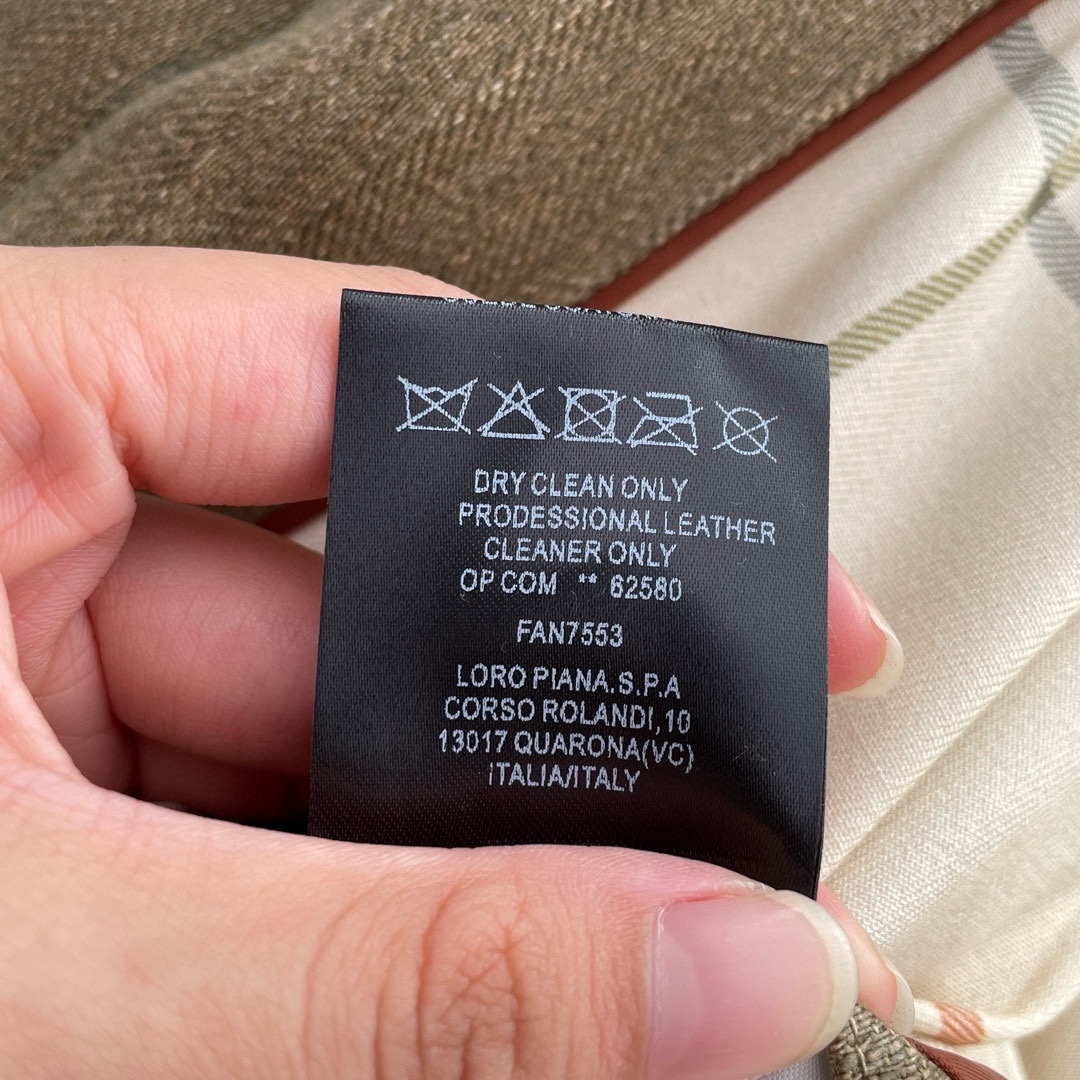 DRY CLEAN ONLY
PRODESSIONAL LEATHER
CLEANER ONLY
OP COM ** 62580
FAN7553
LORO PIANA.S.P.A
CORSO ROLANDI,10
13017 QUARONA(VC)
ITALIA/ITALY